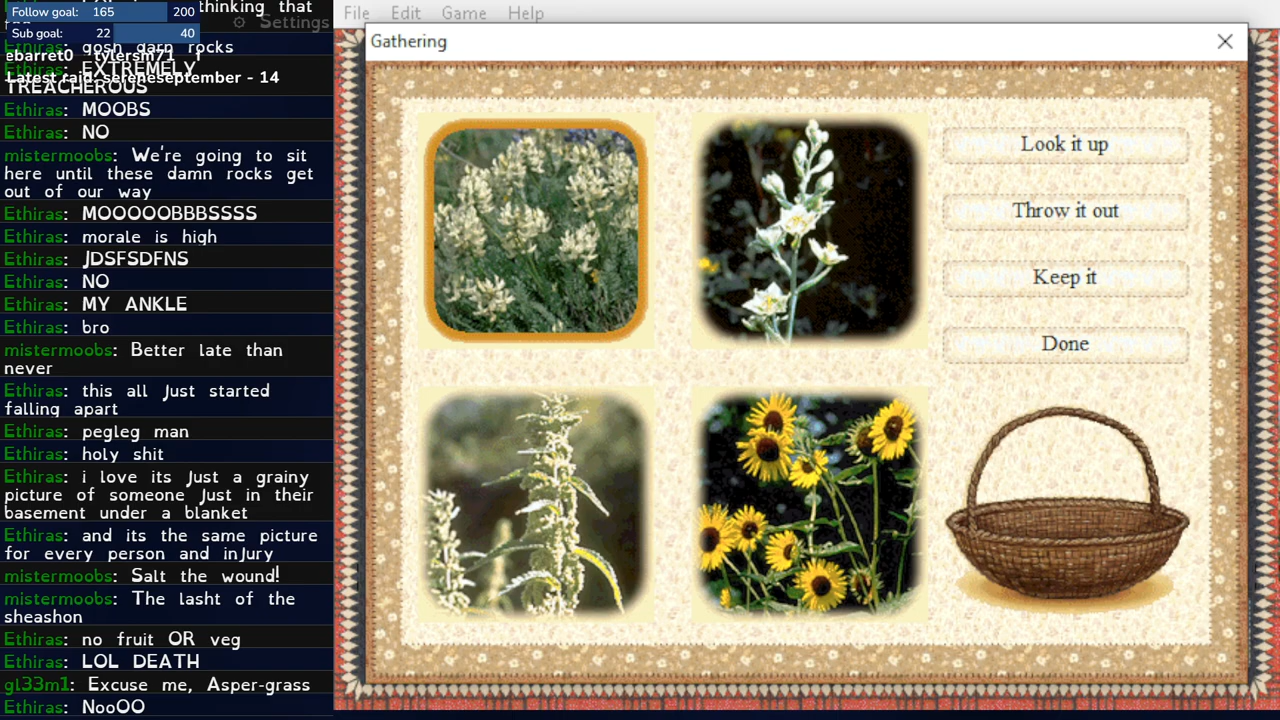 Follow goal: 165 200
thinking that
Settings
Sub goal: 22 40
Ethiras: gosh darn rocks
ebarret0 - tylersm71 - 1
Ethiras: EXTREMELY
Latest raid: seleneseptember - 14
TREACHEROUS
Ethiras: MOOBS
Ethiras: NO
mistermoobs: We're going to sit
here until these damn rocks get
out of our way
Ethiras: MOOOOOBBBSSSS
Ethiras: morale is high
Ethiras: JDSFSDFNS
Ethiras: NO
Ethiras: MY ANKLE
Ethiras: bro
mistermoobs: Better late than
never
Ethiras: this all Just started
falling apart
Ethiras: pegleg man
Ethiras: holy shit
Ethiras: i love its Just a grainy
picture of someone Just in their
basement under a blanket
Ethiras: and its the same picture
for every person and inJury
mistermoobs: Salt the wound!
mistermoobs: The lasht of the
sheashon
Ethiras: no fruit OR veg
Ethiras: LOL DEATH
gl33m1: Excuse me, Asper-grass
Ethiras: NooOO
File Edit Game Help
Gathering
Look it up
Throw it out
Keep it
Done